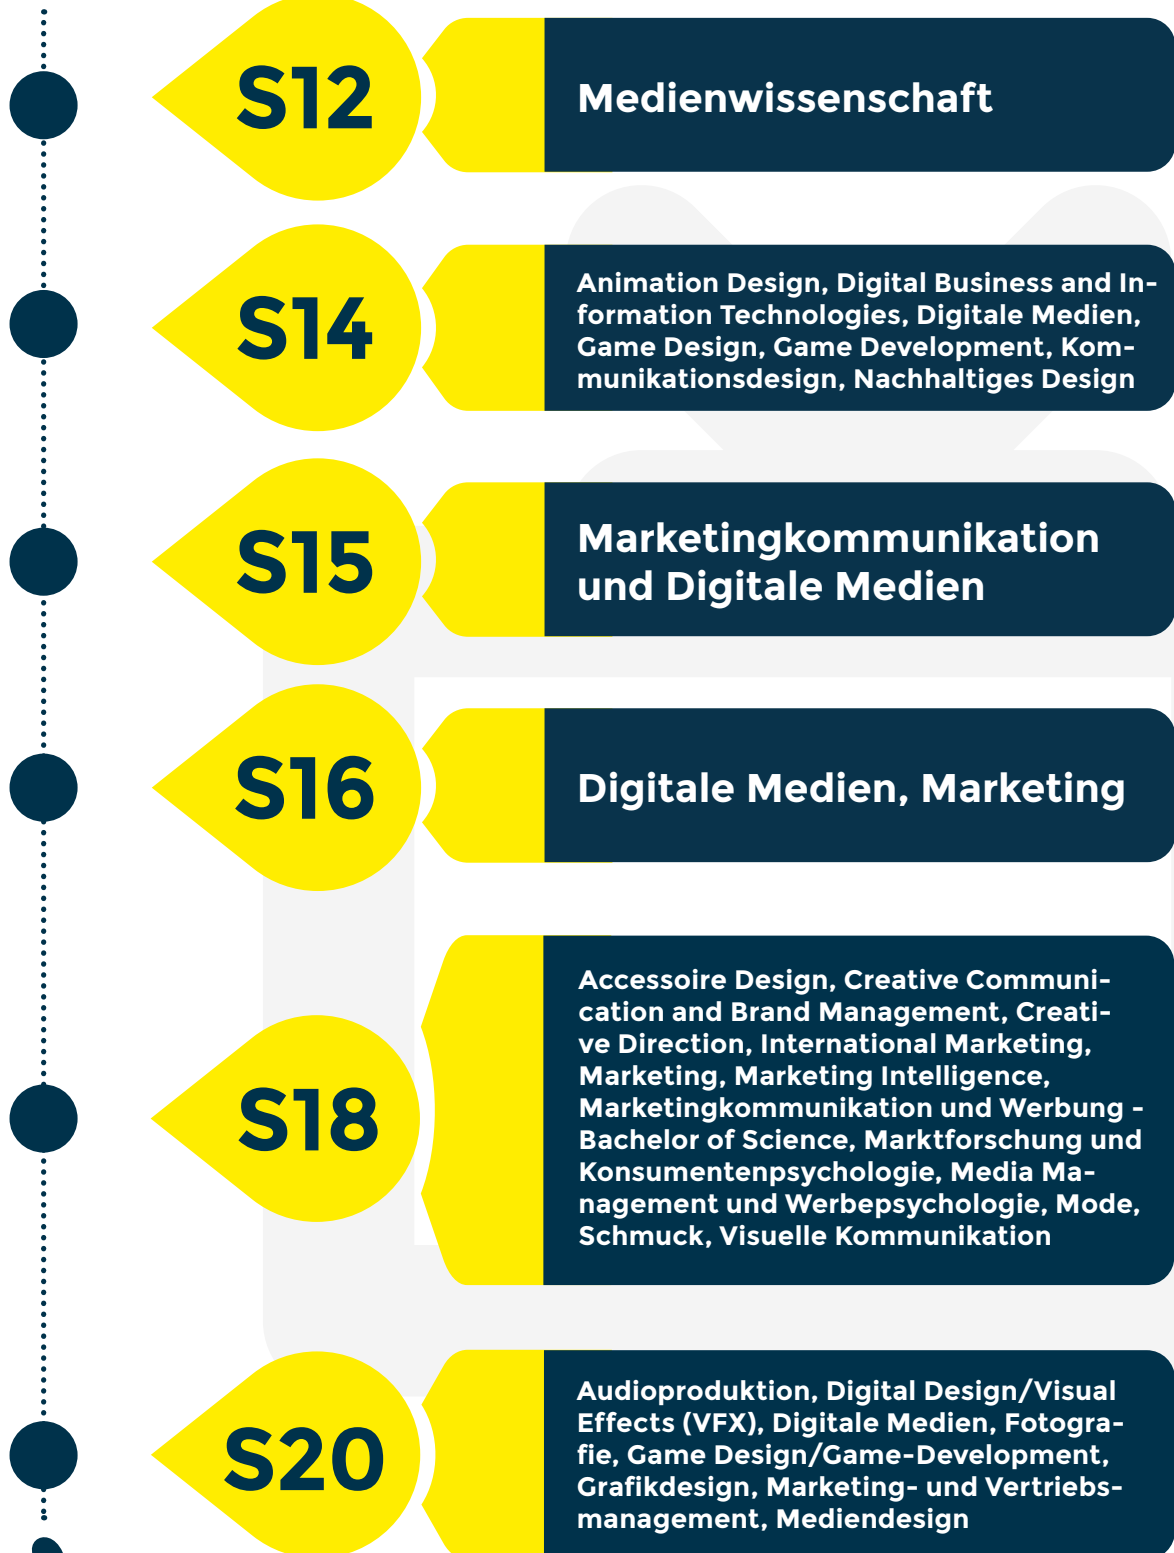 S12
Medienwissenschaft
S14
Animation Design, Digital Business and In-
formation Technologies, Digitale Medien,
Game Design, Game Development, Kom-
munikationsdesign, Nachhaltiges Design
S15
Marketingkommunikation
und Digitale Medien
S16
Digitale Medien, Marketing
S18
Accessoire Design, Creative Communi-
cation and Brand Management, Creati-
ve Direction, International Marketing,
Marketing, Marketing Intelligence,
Marketingkommunikation und Werbung -
Bachelor of Science, Marktforschung und
Konsumentenpsychologie, Media Ma-
nagement und Werbepsychologie, Mode,
Schmuck, Visuelle Kommunikation
S20
Audioproduktion, Digital Design/Visual
Effects (VFX), Digitale Medien, Fotogra-
fie, Game Design/Game-Development,
Grafikdesign, Marketing- und Vertriebs-
management, Mediendesign